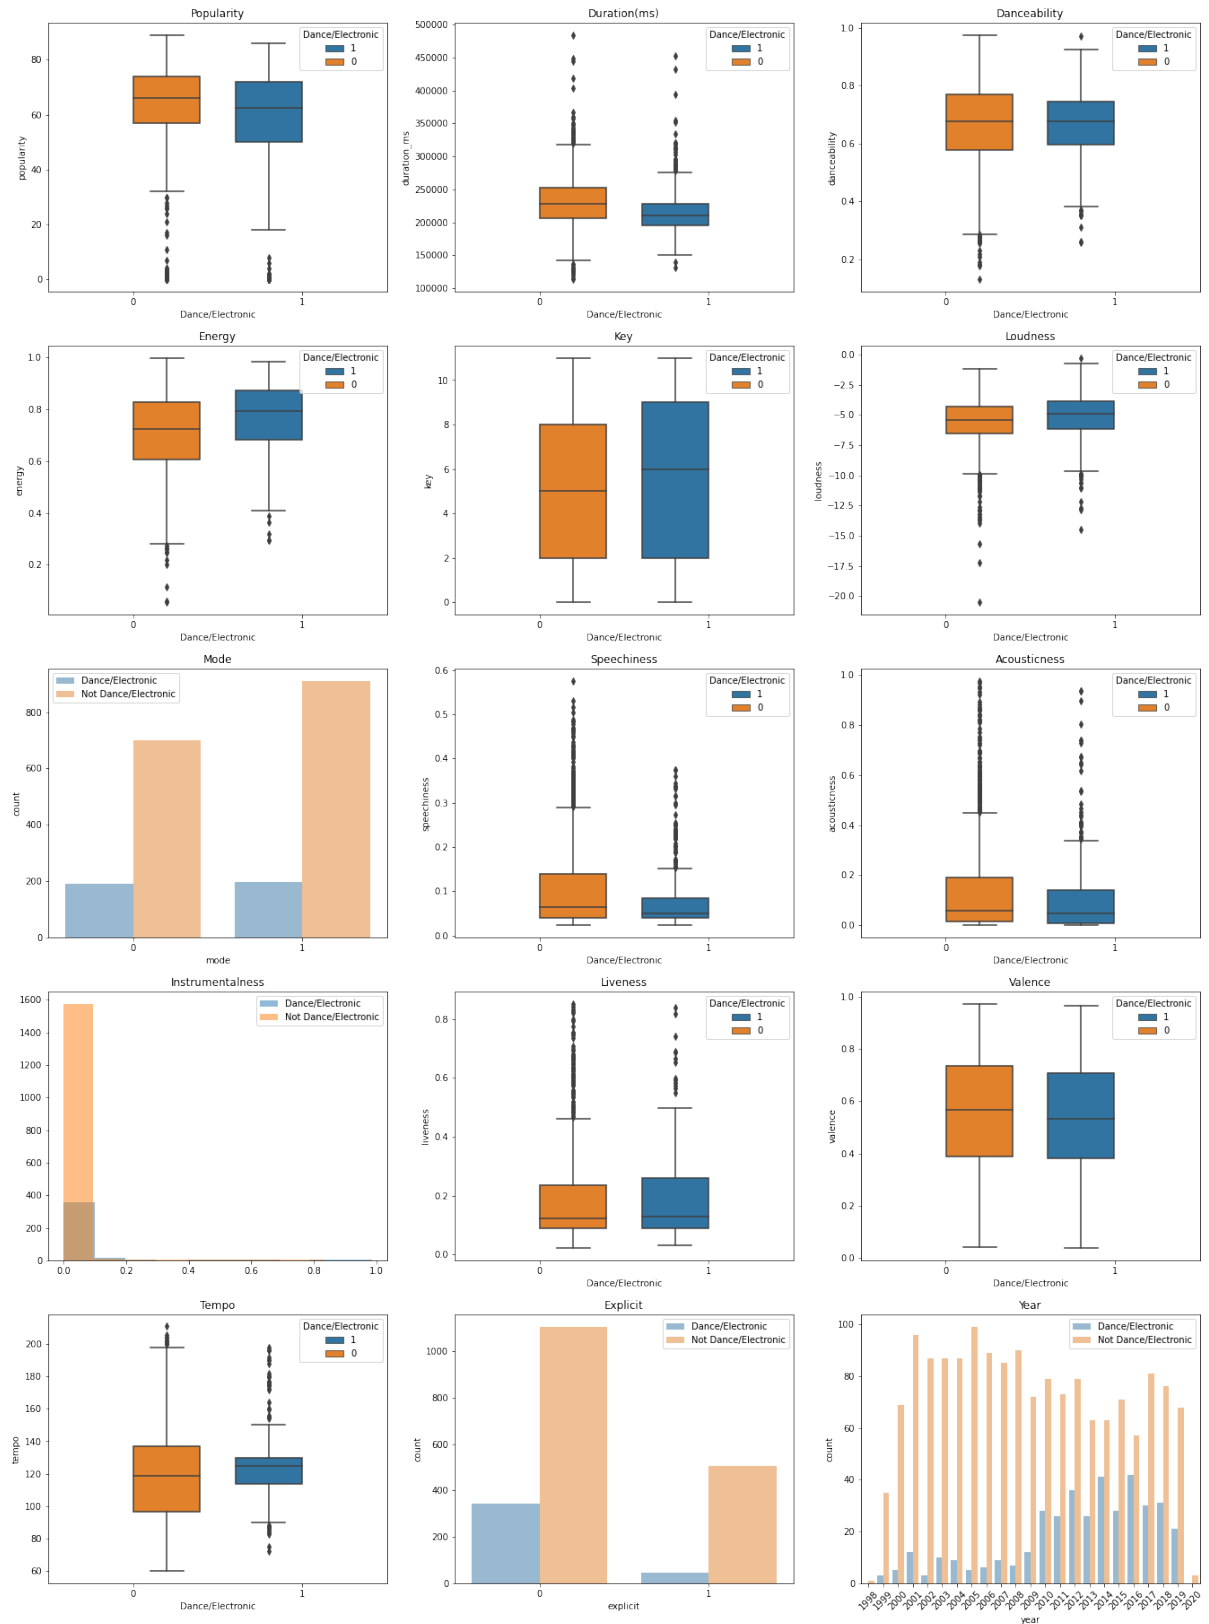 Popularity
Dance/Electronic
1
0
80
60
40
20
0
popularity
0 1
Dance/Electronic
Duration(ms)
Dance/Electronic
1
0
500000
450000
400000
350000
300000
250000
200000
150000
100000
duration_ms
0 1
Dance/Electronic
Danceability
Dance/Electronic
1
0
1.0
0.8
0.6
0.4
0.2
danceability
0 1
Dance/Electronic
Energy
Dance/Electronic
1
0
1.0
0.8
0.6
0.4
0.2
energy
0 1
Dance/Electronic
Key
Dance/Electronic
1
0
10
8
6
4
2
0
key
0 1
Dance/Electronic
Loudness
Dance/Electronic
1
0
0.0
−2.5
−5.0
−7.5
−10.0
−12.5
−15.0
−17.5
−20.0
loudness
0 1
Dance/Electronic
Mode
Dance/Electronic
Not Dance/Electronic
800
600
400
200
0
count
0 1
mode
Speechiness
Dance/Electronic
1
0
0.6
0.5
0.4
0.3
0.2
0.1
0.0
speechiness
0 1
Dance/Electronic
Acousticness
Dance/Electronic
1
0
1.0
0.8
0.6
0.4
0.2
0.0
acousticness
0 1
Dance/Electronic
Instrumentalness
Dance/Electronic
Not Dance/Electronic
1600
1400
1200
1000
800
600
400
200
0
0.0 0.2 0.4 0.6 0.8 1.0
Liveness
Dance/Electronic
1
0
0.8
0.6
0.4
0.2
0.0
liveness
0 1
Dance/Electronic
Valence
Dance/Electronic
1
0
1.0
0.8
0.6
0.4
0.2
0.0
valence
0 1
Dance/Electronic
Tempo
Dance/Electronic
1
0
200
180
160
140
120
100
80
60
tempo
0 1
Dance/Electronic
Explicit
Dance/Electronic
Not Dance/Electronic
1000
800
600
400
200
0
count
0 1
explicit
Year
Dance/Electronic
Not Dance/Electronic
100
80
60
40
20
0
count
1998 1999 2000 2001 2002 2003 2004 2005 2006 2007 2008 2009 2010 2011 2012 2013 2014 2015 2016 2017 2018 2019 2020
year